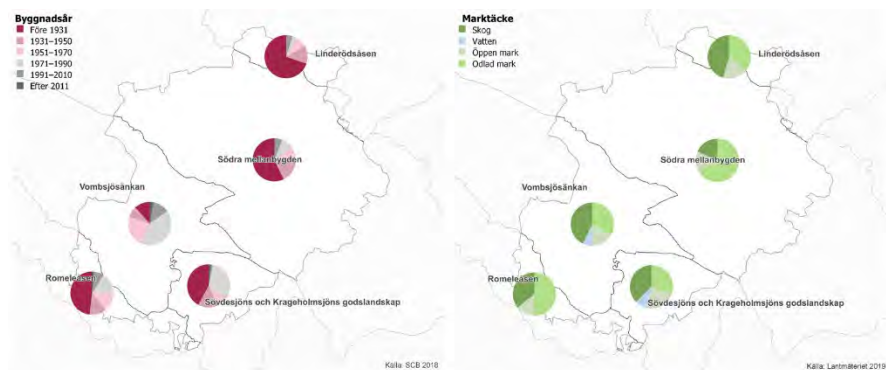 Byggnadsår
Före 1931
1931–1950
1951–1970
1971–1990
1991–2010
Efter 2011
Linderödsåsen
Södra mellanbygden
Vombsjösänkan
Romeleåsen
Sövdesjöns och Krageholmsjöns godslandskap
Källa: SCB 2018
Marktäcke
Skog
Vatten
Öppen mark
Odlad mark
Linderödsåsen
Södra mellanbygden
Vombsjösänkan
Romeleåsen
Sövdesjöns och Krageholmsjöns godslandskap
Källa: Lantmäteriet 2019